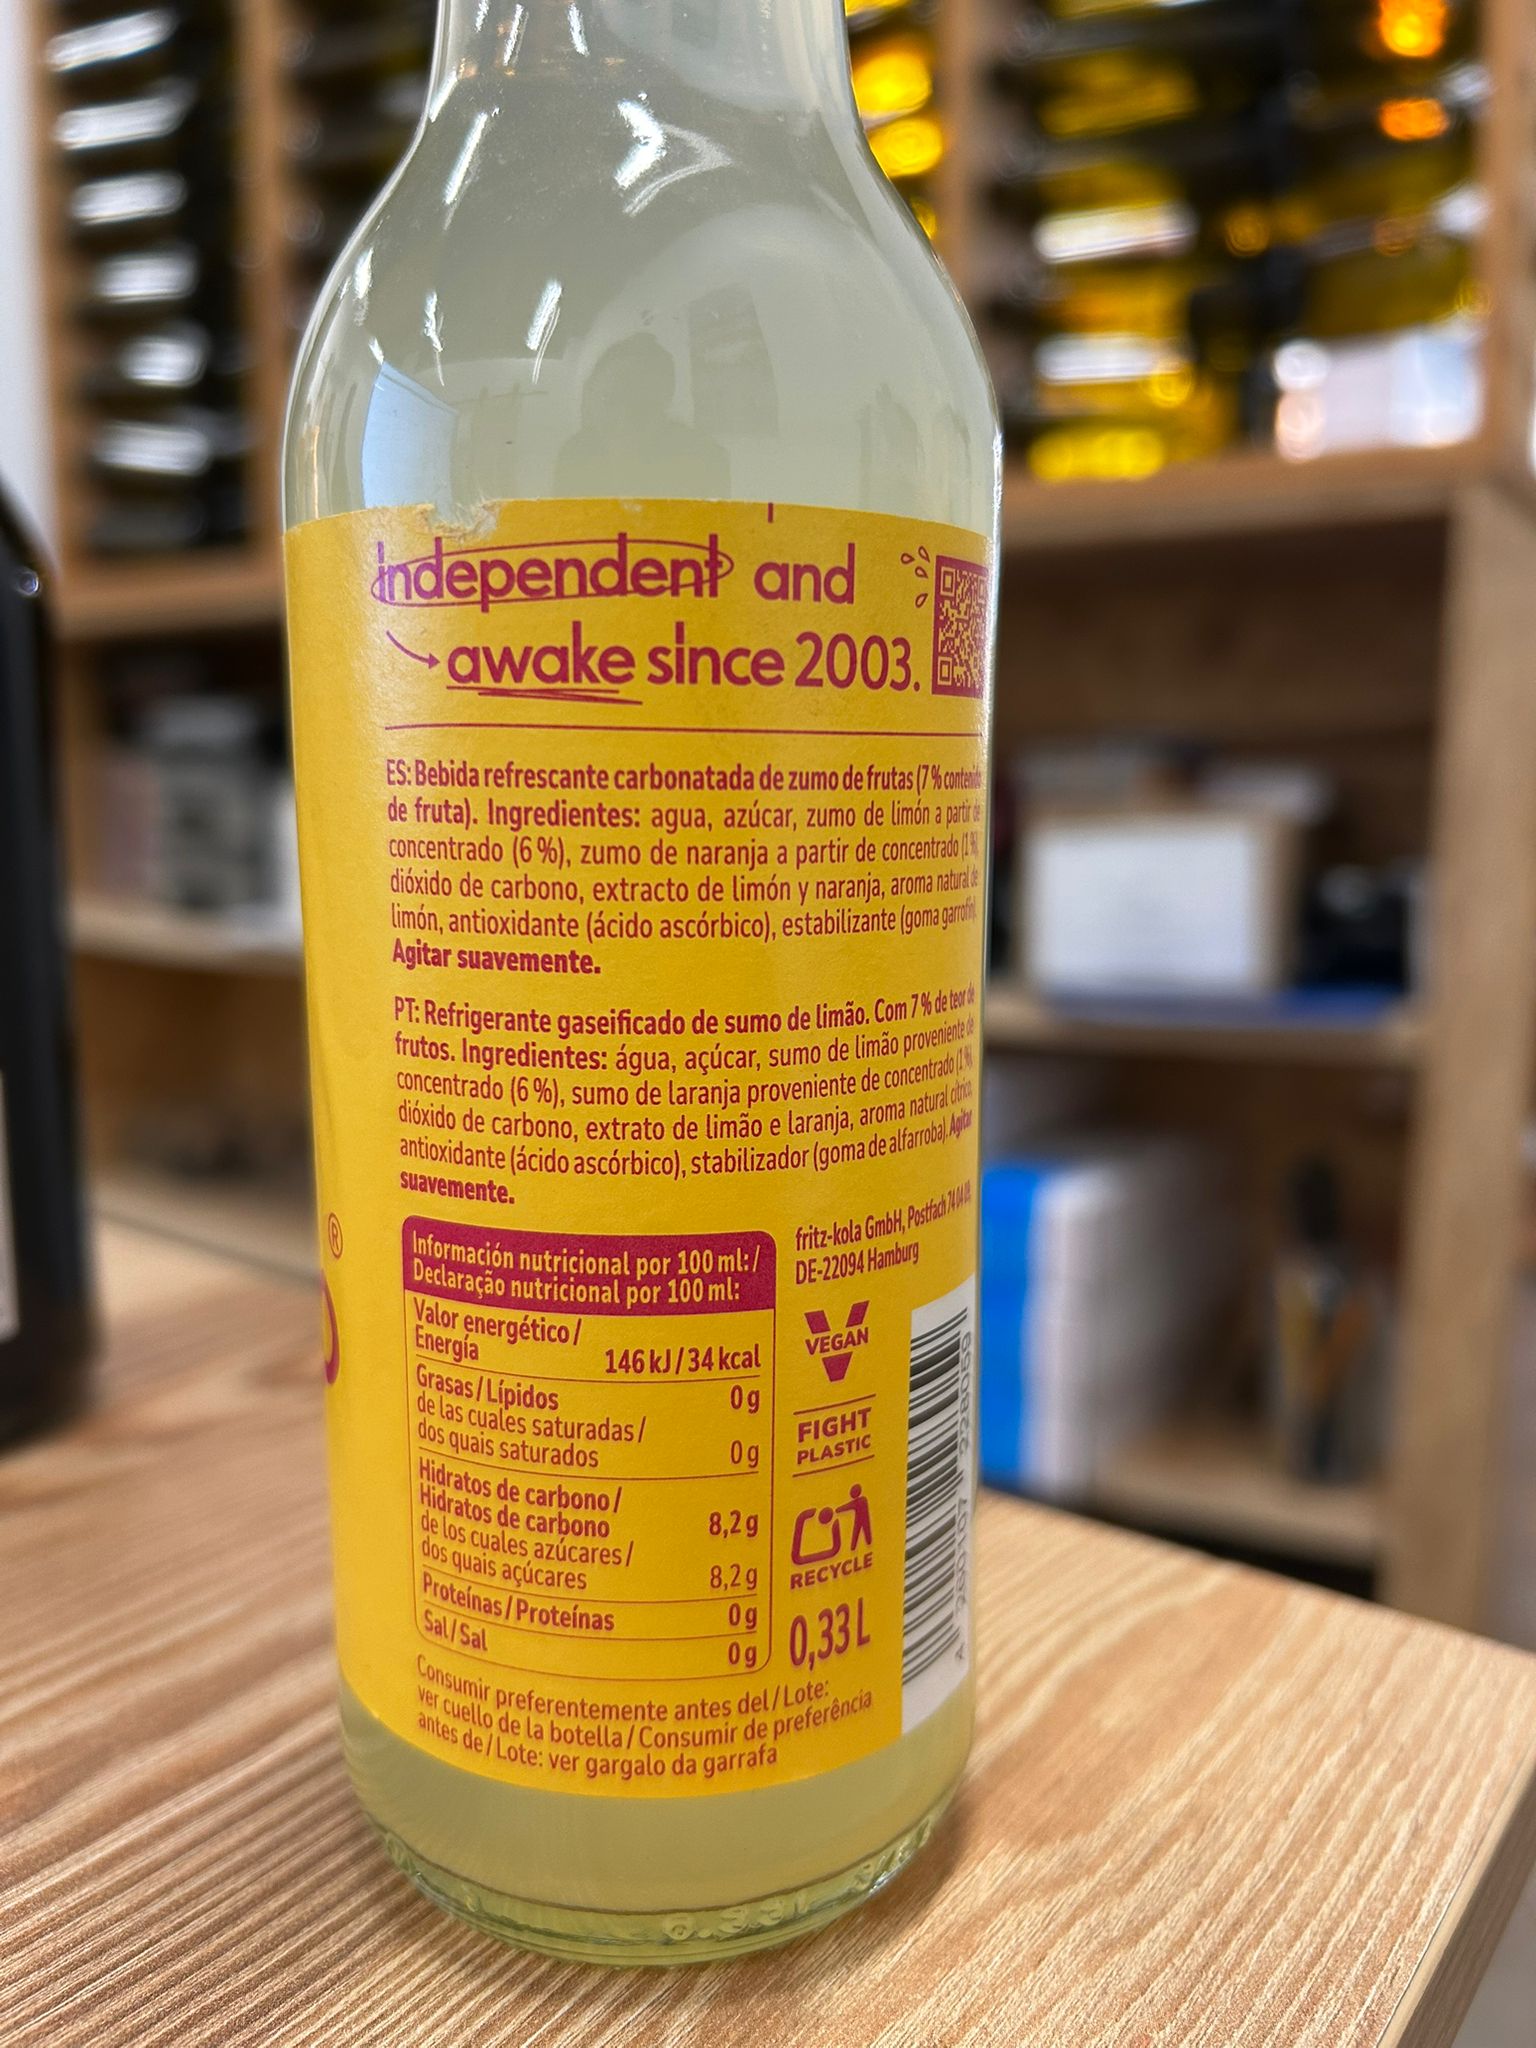 independent and
awake since 2003.
ES: Bebida refrescante carbonatada de zumo de frutas (7 % contenido
de fruta). Ingredientes: agua, azúcar, zumo de limón a partir de
concentrado (6 %), zumo de naranja a partir de concentrado (1 %),
dióxido de carbono, extracto de limón y naranja, aroma natural de
limón, antioxidante (ácido ascórbico), estabilizante (goma garrofín).
Agitar suavemente.
PT: Refrigerante gaseificado de sumo de limão. Com 7 % de teor de
frutos. Ingredientes: água, açúcar, sumo de limão proveniente de
concentrado (6 %), sumo de laranja proveniente de concentrado (1 %),
dióxido de carbono, extrato de limão e laranja, aroma natural cítrico,
antioxidante (ácido ascórbico), stabilizador (goma de alfarroba). Agitar
suavemente.
fritz-kola GmbH, Postfach
DE-22094 Hamburg
®
Información nutricional por 100 ml: /
Declaração nutricional por 100 ml:
Valor energético /
Energía 146 kJ / 34 kcal
Grasas / Lípidos 0 g
de las cuales saturadas /
dos quais saturados 0 g
Hidratos de carbono /
Hidratos de carbono 8,2 g
de los cuales azúcares /
dos quais açúcares 8,2 g
Proteínas / Proteínas 0 g
Sal / Sal 0 g
VEGAN
FIGHT
PLASTIC
RECYCLE
0,33 L
Consumir preferentemente antes del / Lote:
ver cuello de la botella / Consumir de preferência
antes de / Lote: ver gargalo da garrafa